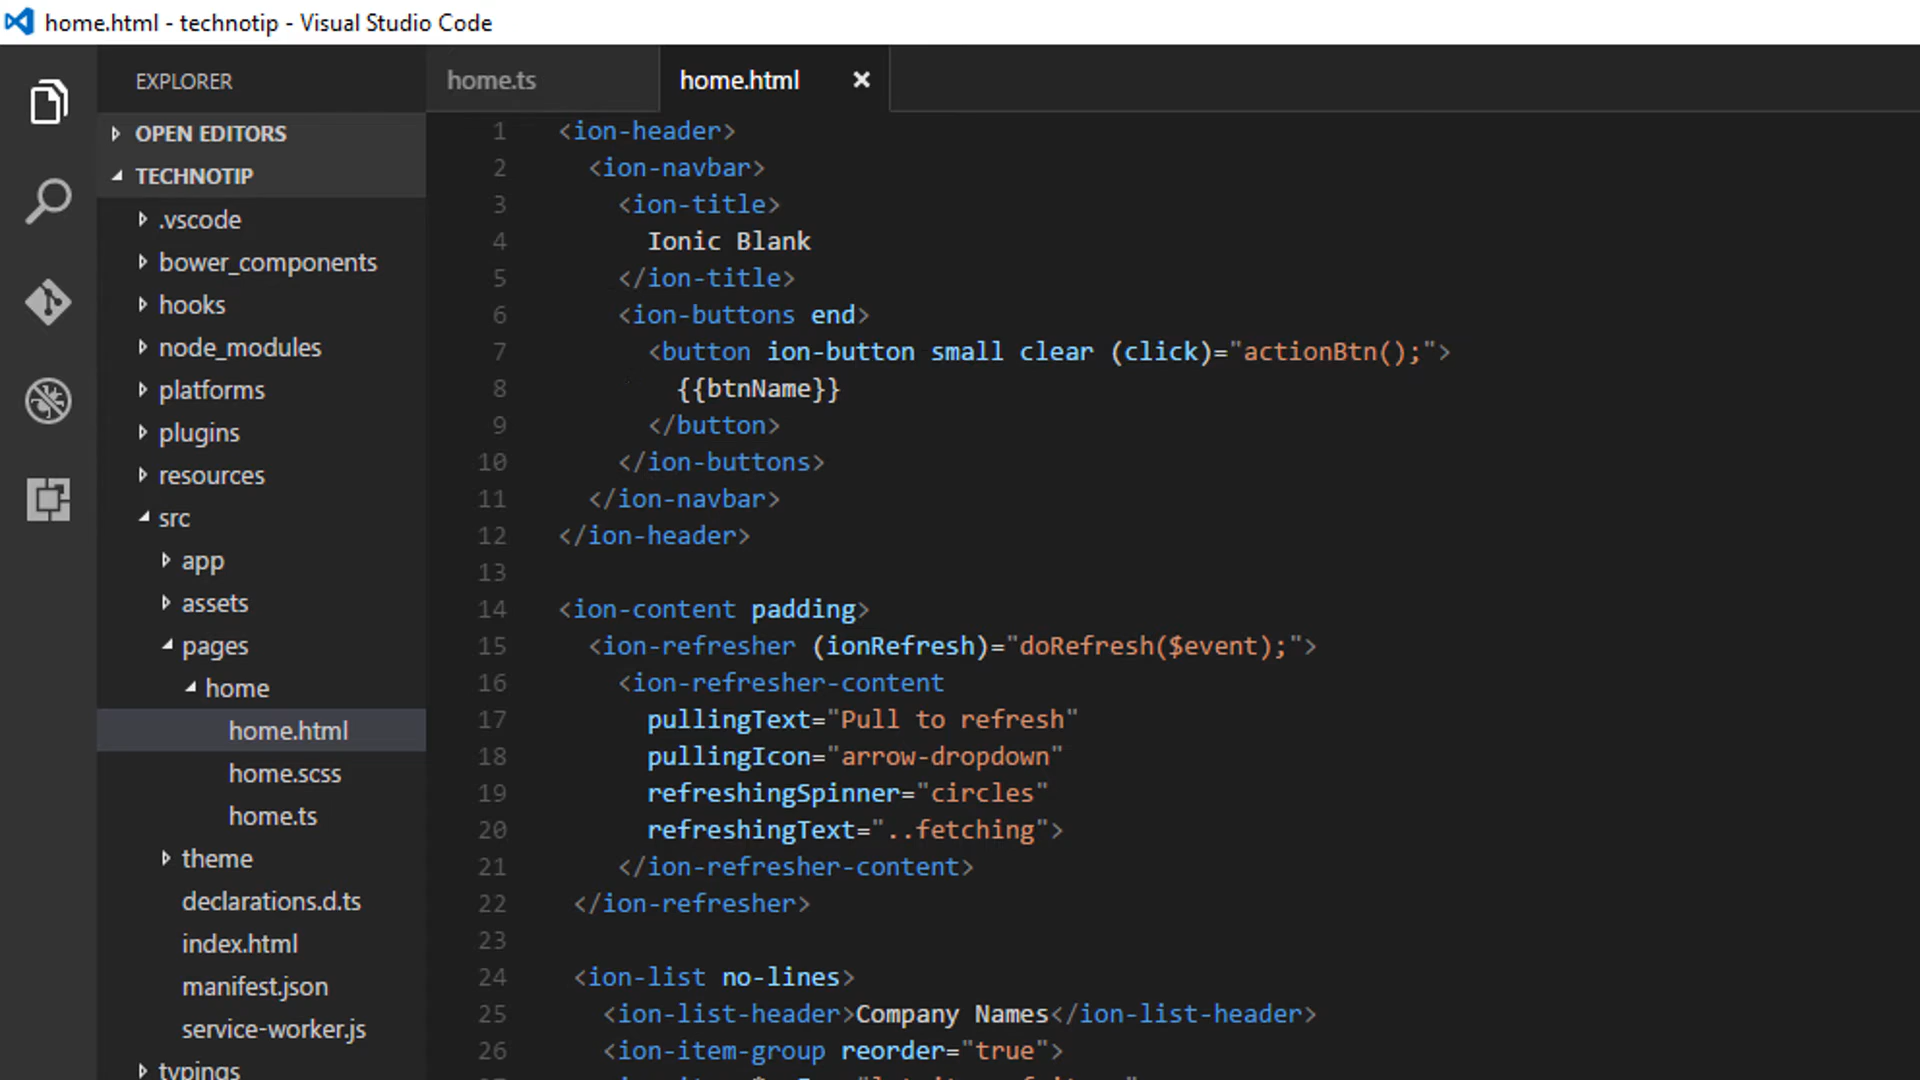 home.html - technotip - Visual Studio Code
EXPLORER
OPEN EDITORS
TECHNOTIP
.vscode
bower_components
hooks
node_modules
platforms
plugins
resources
src
app
assets
pages
home
home.html
home.scss
home.ts
theme
declarations.d.ts
index.html
manifest.json
service-worker.js
typings
home.ts
home.html
1 <ion-header>
2 <ion-navbar>
3 <ion-title>
4 Ionic Blank
5 </ion-title>
6 <ion-buttons end>
7 <button ion-button small clear (click)="actionBtn();">
8 {{btnName}}
9 </button>
10 </ion-buttons>
11 </ion-navbar>
12 </ion-header>
13
14 <ion-content padding>
15 <ion-refresher (ionRefresh)="doRefresh($event);">
16 <ion-refresher-content
17 pullingText="Pull to refresh"
18 pullingIcon="arrow-dropdown"
19 refreshingSpinner="circles"
20 refreshingText="..fetching">
21 </ion-refresher-content>
22 </ion-refresher>
23
24 <ion-list no-lines>
25 <ion-list-header>Company Names</ion-list-header>
26 <ion-item-group reorder="true">